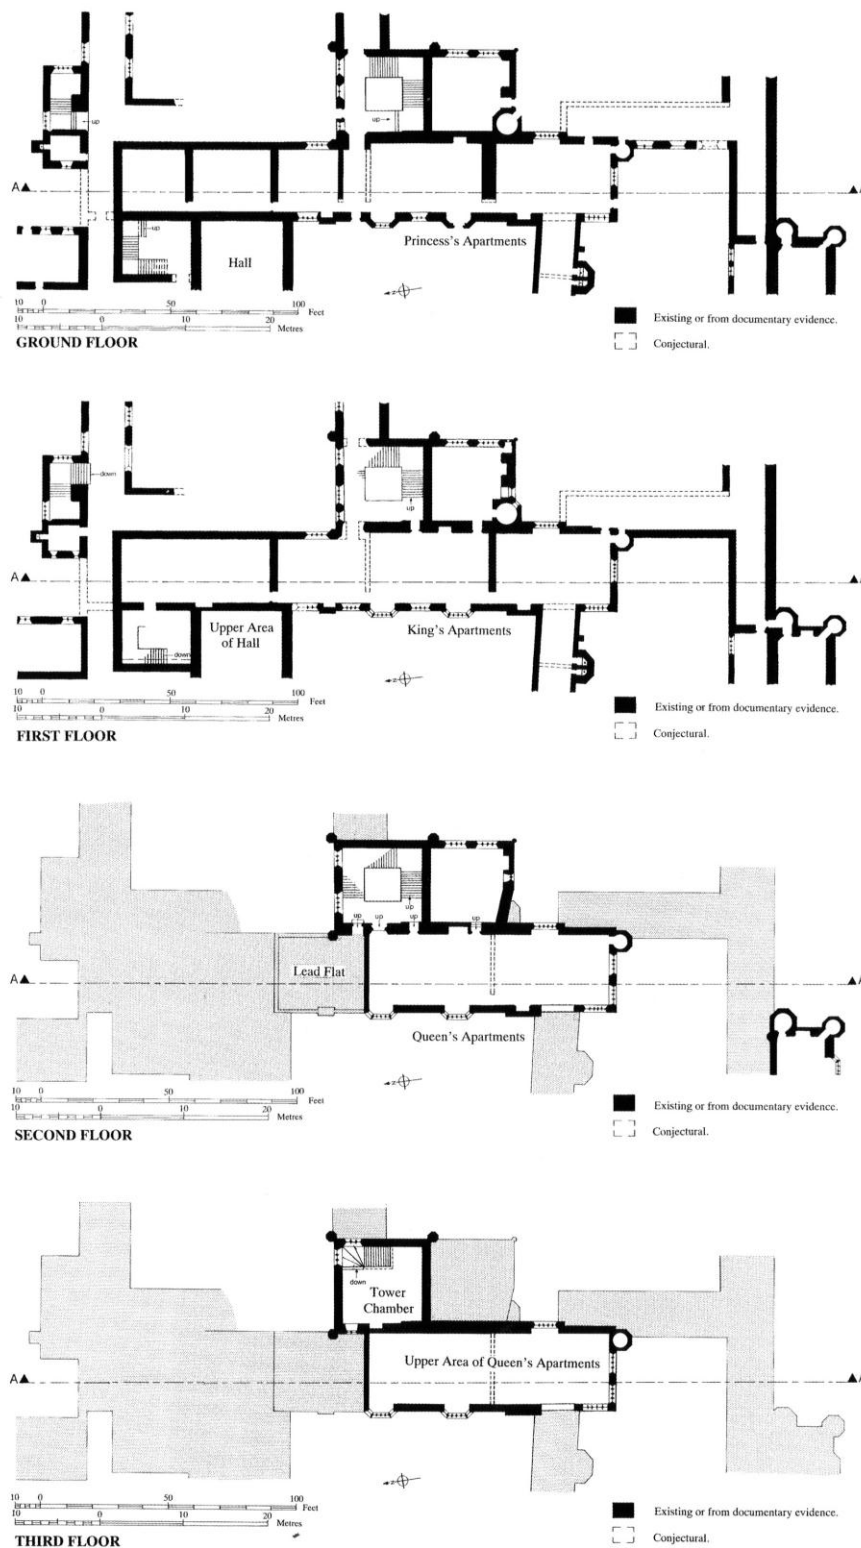 up
up
A
A
Princess's Apartments
Hall
up
10 0 50 100 Feet
10 0 10 20 Metres
GROUND FLOOR
Existing or from documentary evidence.
Conjectural.
down
up
A
A
Upper Area
of Hall
King's Apartments
down
10 0 50 100 Feet
10 0 10 20 Metres
FIRST FLOOR
Existing or from documentary evidence.
Conjectural.
up
up up up up
Lead Flat
A
A
Queen's Apartments
10 0 50 100 Feet
10 0 10 20 Metres
SECOND FLOOR
Existing or from documentary evidence.
Conjectural.
down
Tower
Chamber
Upper Area of Queen's Apartments
A
A
10 0 50 100 Feet
10 0 10 20 Metres
THIRD FLOOR
Existing or from documentary evidence.
Conjectural.